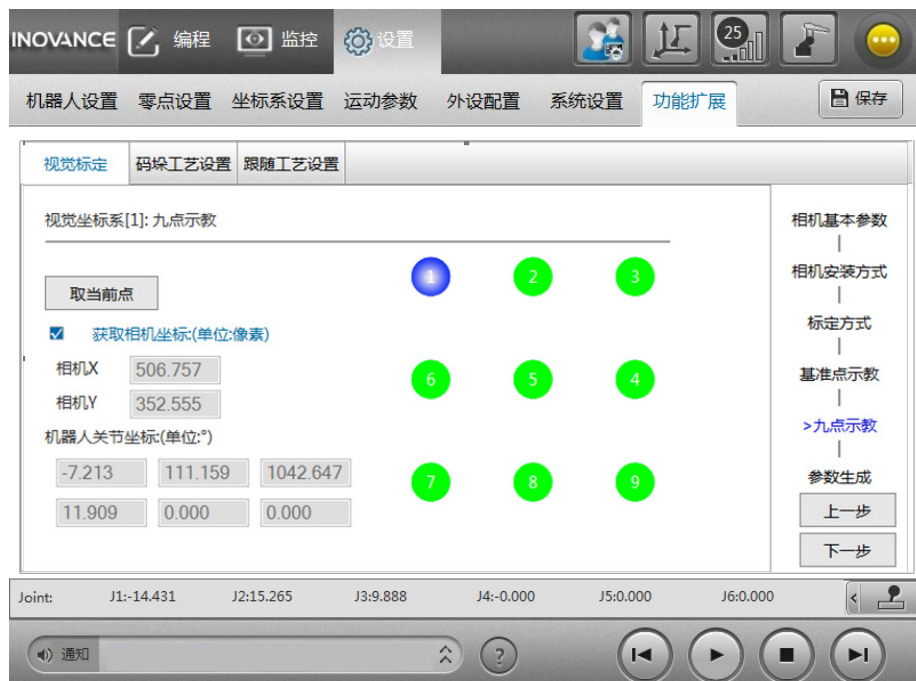 INOVANCE 编程 监控 设置 25
机器人设置 零点设置 坐标系设置 运动参数 外设配置 系统设置 功能扩展 保存
视觉标定 码垛工艺设置 跟随工艺设置
视觉坐标系[1]: 九点示教
取当前点
获取相机坐标:(单位:像素)
相机X 506.757
相机Y 352.555
机器人关节坐标:(单位:°)
-7.213 111.159 1042.647
11.909 0.000 0.000
1 2 3
6 5 4
7 8 9
相机基本参数
相机安装方式
标定方式
基准点示教
>九点示教
参数生成
上一步
下一步
Joint: J1:-14.431 J2:15.265 J3:9.888 J4:-0.000 J5:0.000 J6:0.000 <
通知 ?